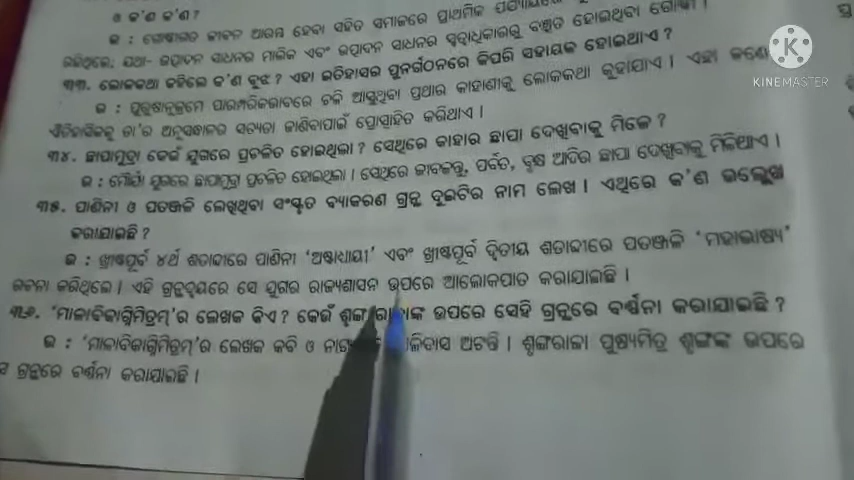 ଓ କ'ଣ କ'ଣ?
ଉ : ଗୋଷ୍ଠୀଗତ ଜୀବନ ଆରମ୍ଭ ହେବା ସହିତ ସମାଜରେ ପ୍ରାଥମିକ
ରହିଥିଲେ, ଯଥା- ଉତ୍ପାଦନ ସାଧନର ମାଲିକ ଏବଂ ଉତ୍ପାଦନ ସାଧନର ସ୍ୱତ୍ୱାଧିକାରରୁ ବଞ୍ଚିତ ହୋଇଥିବା ଗୋଷ୍ଠୀ ।
୩୩. ଲୋକକଥା କହିଲେ କ'ଣ ବୁଝ ? ଏହା ଇତିହାସର ପୁନର୍ଗଠନରେ କିପରି ସହାୟକ ହୋଇଥାଏ ?
ଉ : ପୁରୁଷାନୁକ୍ରମେ ପାରମ୍ପରିକଭାବରେ ଚଳି ଆସୁଥିବା ପ୍ରଥାର କାହାଣୀକୁ ଲୋକକଥା କୁହାଯାଏ । ଏହା ଜଣେ
ଐତିହାସିକକୁ ତା'ର ଅନୁସନ୍ଧାନର ସତ୍ୟତା ଜାଣିବାପାଇଁ ପ୍ରୋତ୍ସାହିତ କରିଥାଏ ।
୩୪. ଛାପାମୁଦ୍ରା କେଉଁ ଯୁଗରେ ପ୍ରଚଳିତ ହୋଇଥିଲା ? ସେଥିରେ କାହାର ଛାପା ଦେଖିବାକୁ ମିଳେ ?
ଉ : ମୌର୍ଯ୍ୟ ଯୁଗରେ ଛାପାମୁଦ୍ରା ପ୍ରଚଳିତ ହୋଇଥିଲା । ସେଥିରେ ଜୀବଜନ୍ତୁ, ପର୍ବତ, ବୃକ୍ଷ ଆଦିର ଛାପା ଦେଖିବାକୁ ମିଳିଥାଏ ।
୩୫. ପାଣିନୀ ଓ ପତଞ୍ଜଳି ଲେଖିଥିବା ସଂସ୍କୃତ ବ୍ୟାକରଣ ଗ୍ରନ୍ଥ ଦୁଇଟିର ନାମ ଲେଖ । ଏଥିରେ କ'ଣ ଉଲ୍ଲେଖ
କରାଯାଇଛି ?
ଉ : ଖ୍ରୀଷ୍ଟପୂର୍ବ ୪ର୍ଥ ଶତାବ୍ଦୀରେ ପାଣିନୀ 'ଅଷ୍ଟାଧ୍ୟାୟୀ' ଏବଂ ଖ୍ରୀଷ୍ଟପୂର୍ବ ଦ୍ୱିତୀୟ ଶତାବ୍ଦୀରେ ପତଞ୍ଜଳି 'ମହାଭାଷ୍ୟ'
ରଚନା କରିଥିଲେ । ଏହି ଗ୍ରନ୍ଥଦ୍ୱୟରେ ସେ ଯୁଗର ରାଜ୍ୟଶାସନ ଉପରେ ଆଲୋକପାତ କରାଯାଇଛି ।
୩୬. 'ମାଳାବିକାଗ୍ନିମିତ୍ରମ୍'ର ଲେଖକ କିଏ ? କେଉଁ ଶୁଙ୍ଗ ଉପରେ ସେହି ଗ୍ରନ୍ଥରେ ବର୍ଣ୍ଣନା କରାଯାଇଛି ?
ଉ : 'ମାଳାବିକାଗ୍ନିମିତ୍ରମ୍'ର ଲେଖକ କବି ଓ ଅଟନ୍ତି । ଶୁଙ୍ଗରାଜା ପୁଷ୍ୟମିତ୍ର ଶୁଙ୍ଗଙ୍କ ଉପରେ
ଗ୍ରନ୍ଥରେ ବର୍ଣ୍ଣନା କରାଯାଇଛି ।
KINEMASTER